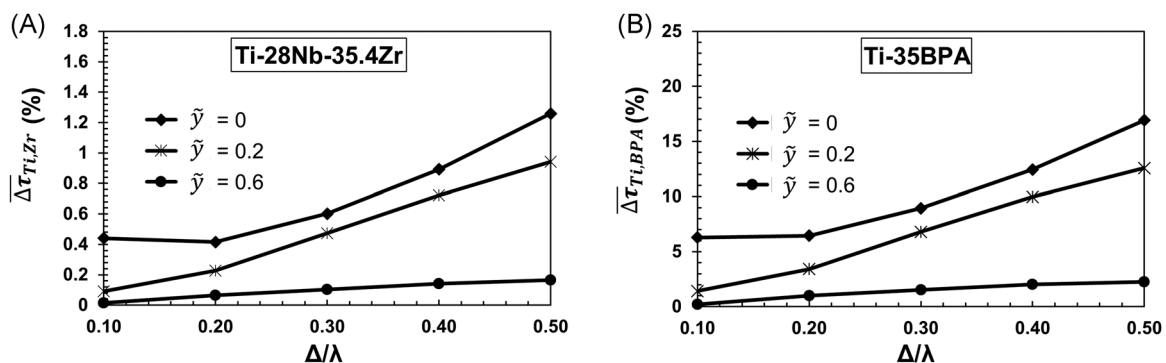 (A)
Ti-28Nb-35.4Zr
Δτ̅_Ti,Zr (%)
1.8
1.6
1.4
1.2
1
0.8
0.6
0.4
0.2
0
ỹ = 0
ỹ = 0.2
ỹ = 0.6
0.10 0.20 0.30 0.40 0.50
Δ/λ
(B)
Ti-35BPA
Δτ̅_Ti,BPA (%)
25
20
15
10
5
0
ỹ = 0
ỹ = 0.2
ỹ = 0.6
0.10 0.20 0.30 0.40 0.50
Δ/λ